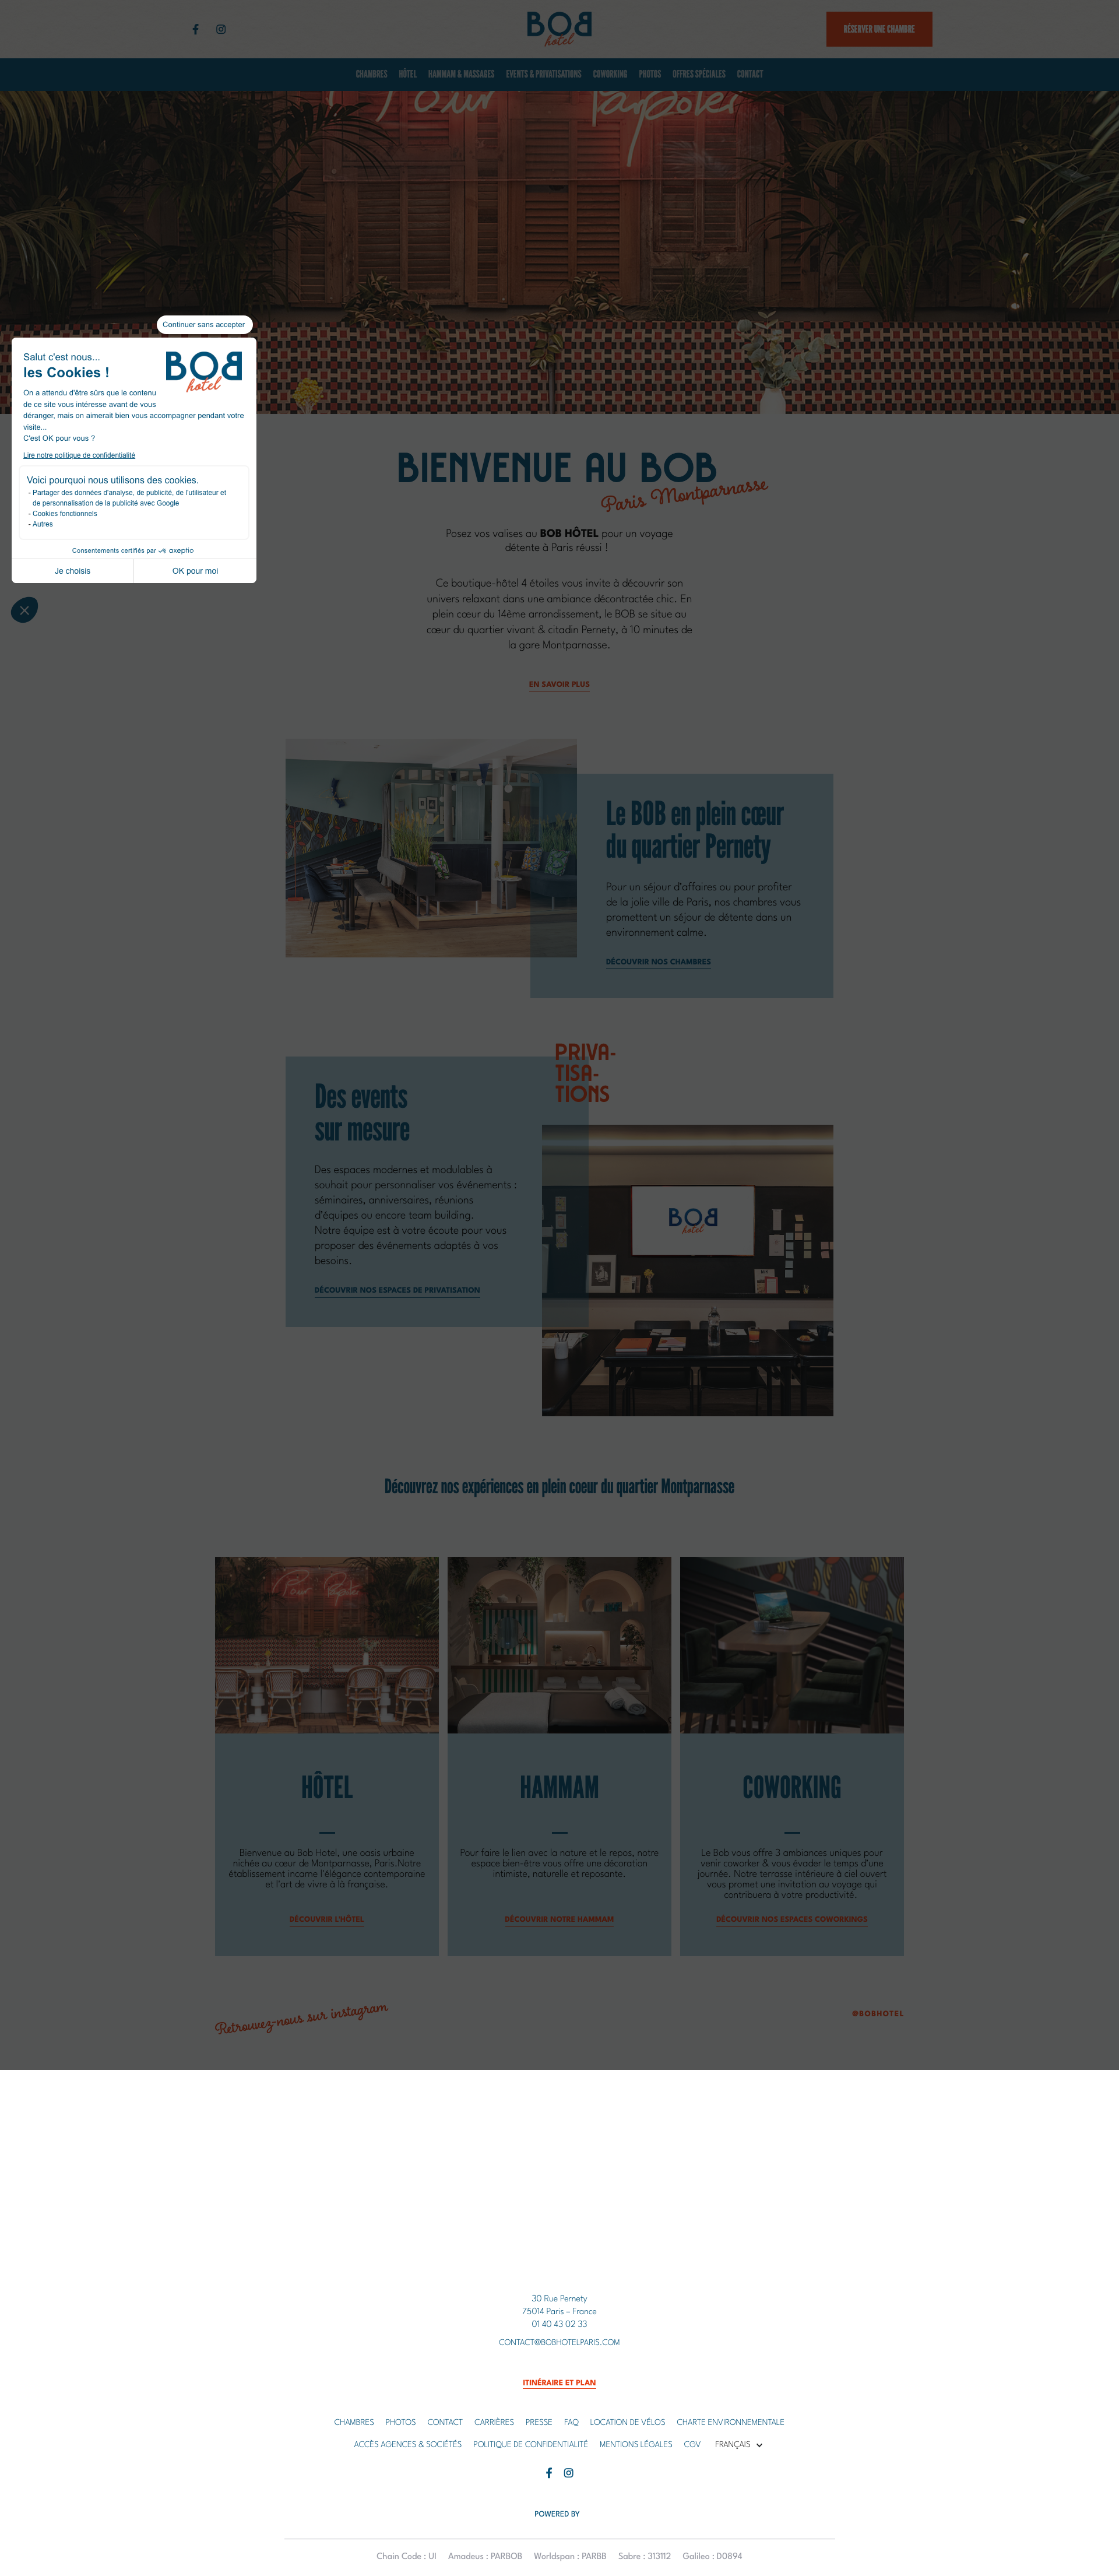 BOB
hotel
RÉSERVER UNE CHAMBRE
CHAMBRES HÔTEL HAMMAM & MASSAGES EVENTS & PRIVATISATIONS COWORKING PHOTOS OFFRES SPÉCIALES CONTACT
Pour Papoter
Continuer sans accepter
Salut c'est nous...
les Cookies !
BOB
hotel
On a attendu d'être sûrs que le contenu
de ce site vous intéresse avant de vous
déranger, mais on aimerait bien vous accompagner pendant votre
visite...
C'est OK pour vous ?
Lire notre politique de confidentialité
Voici pourquoi nous utilisons des cookies.
- Partager des données d'analyse, de publicité, de l'utilisateur et
de personnalisation de la publicité avec Google
- Cookies fonctionnels
- Autres
Consentements certifiés par axeptio
Je choisis
OK pour moi
BIENVENUE AU BOB
Paris Montparnasse
Posez vos valises au BOB HÔTEL pour un voyage
détente à Paris réussi !
Ce boutique-hôtel 4 étoiles vous invite à découvrir son
univers relaxant dans une ambiance décontractée chic. En
plein cœur du 14ème arrondissement, le BOB se situe au
cœur du quartier vivant & citadin Pernety, à 10 minutes de
la gare Montparnasse.
EN SAVOIR PLUS
Le BOB en plein cœur
du quartier Pernety
Pour un séjour d'affaires ou pour profiter
de la jolie ville de Paris, nos chambres vous
promettent un séjour de détente dans un
environnement calme.
DÉCOUVRIR NOS CHAMBRES
PRIVA-
TISA-
TIONS
Des events
sur mesure
Des espaces modernes et modulables à
souhait pour personnaliser vos événements :
séminaires, anniversaires, réunions
d'équipes ou encore team building.
Notre équipe est à votre écoute pour vous
proposer des événements adaptés à vos
besoins.
DÉCOUVRIR NOS ESPACES DE PRIVATISATION
BOB
hotel
Découvrez nos expériences en plein coeur du quartier Montparnasse
Pour Papoter
HÔTEL
Bienvenue au Bob Hotel, une oasis urbaine
nichée au cœur de Montparnasse, Paris.Notre
établissement incarne l'élégance contemporaine
et l'art de vivre à la française.
DÉCOUVRIR L'HÔTEL
HAMMAM
Pour faire le lien avec la nature et le repos, notre
espace bien-être vous offre une décoration
intimiste, naturelle et reposante.
DÉCOUVRIR NOTRE HAMMAM
COWORKING
Le Bob vous offre 3 ambiances uniques pour
venir coworker & vous évader le temps d'une
journée. Notre terrasse intérieure à ciel ouvert
vous promet une invitation au voyage qui
contribuera à votre productivité.
DÉCOUVRIR NOS ESPACES COWORKINGS
Retrouvez-nous sur instagram
@BOBHOTEL
30 Rue Pernety
75014 Paris – France
01 40 43 02 33
CONTACT@BOBHOTELPARIS.COM
ITINÉRAIRE ET PLAN
CHAMBRES PHOTOS CONTACT CARRIÈRES PRESSE FAQ LOCATION DE VÉLOS CHARTE ENVIRONNEMENTALE
ACCÈS AGENCES & SOCIÉTÉS POLITIQUE DE CONFIDENTIALITÉ MENTIONS LÉGALES CGV FRANÇAIS
POWERED BY
Chain Code : UI Amadeus : PARBOB Worldspan : PARBB Sabre : 313112 Galileo : D0894